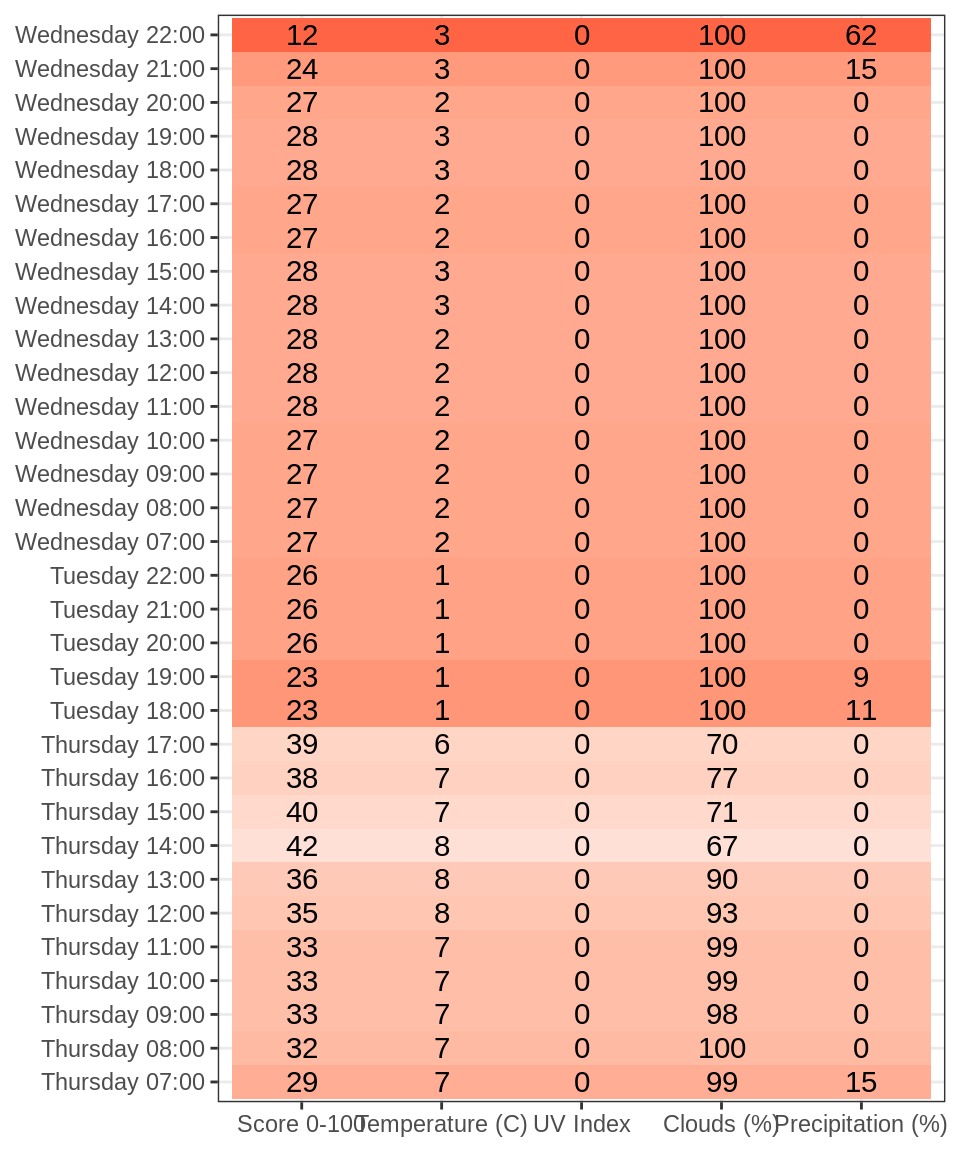 Wednesday 22:00 12 3 0 100 62
Wednesday 21:00 24 3 0 100 15
Wednesday 20:00 27 2 0 100 0
Wednesday 19:00 28 3 0 100 0
Wednesday 18:00 28 3 0 100 0
Wednesday 17:00 27 2 0 100 0
Wednesday 16:00 27 2 0 100 0
Wednesday 15:00 28 3 0 100 0
Wednesday 14:00 28 3 0 100 0
Wednesday 13:00 28 2 0 100 0
Wednesday 12:00 28 2 0 100 0
Wednesday 11:00 28 2 0 100 0
Wednesday 10:00 27 2 0 100 0
Wednesday 09:00 27 2 0 100 0
Wednesday 08:00 27 2 0 100 0
Wednesday 07:00 27 2 0 100 0
Tuesday 22:00 26 1 0 100 0
Tuesday 21:00 26 1 0 100 0
Tuesday 20:00 26 1 0 100 0
Tuesday 19:00 23 1 0 100 9
Tuesday 18:00 23 1 0 100 11
Thursday 17:00 39 6 0 70 0
Thursday 16:00 38 7 0 77 0
Thursday 15:00 40 7 0 71 0
Thursday 14:00 42 8 0 67 0
Thursday 13:00 36 8 0 90 0
Thursday 12:00 35 8 0 93 0
Thursday 11:00 33 7 0 99 0
Thursday 10:00 33 7 0 99 0
Thursday 09:00 33 7 0 98 0
Thursday 08:00 32 7 0 100 0
Thursday 07:00 29 7 0 99 15
Score 0-100 Temperature (C) UV Index Clouds (%) Precipitation (%)